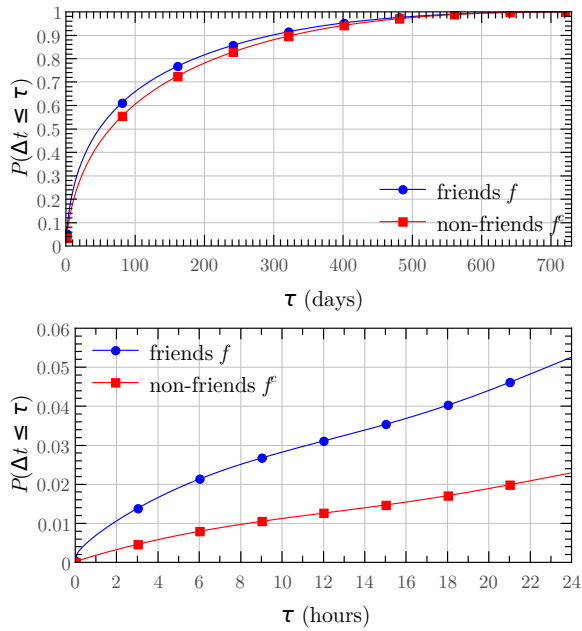 1
0.9
0.8
0.7
0.6
0.5
0.4
0.3
0.2
0.1
0
P(Δt ≤ τ)
friends f
non-friends fᶜ
0 100 200 300 400 500 600 700
τ (days)
0.06
0.05
0.04
0.03
0.02
0.01
0
P(Δt ≤ τ)
friends f
non-friends fᶜ
0 2 4 6 8 10 12 14 16 18 20 22 24
τ (hours)